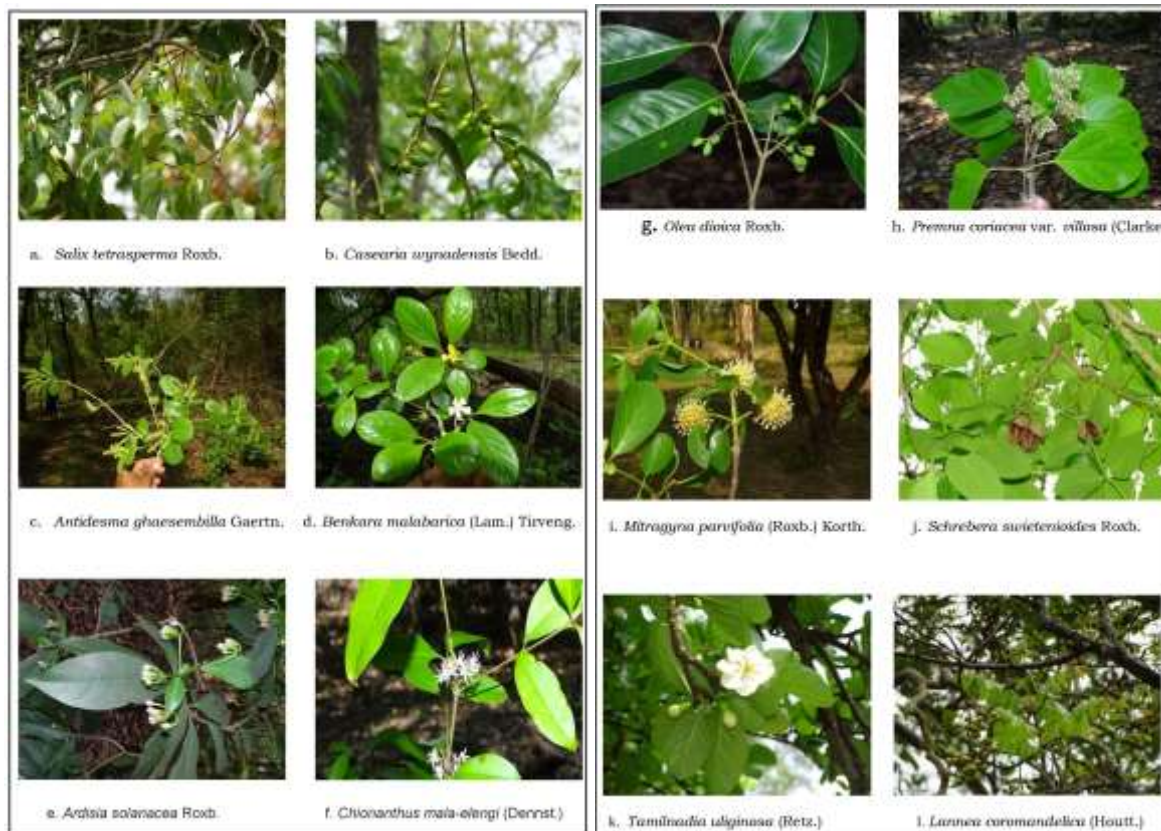 a. Salix tetrasperma Roxb.
b. Casearia wynadensis Bedd.
c. Antidesma ghaesembilla Gaertn.
d. Benkara malabarica (Lam.) Tirveng.
e. Ardisia solanacea Roxb.
f. Chionanthus mala-elengi (Dennst.)
g. Olea dioica Roxb.
h. Premna coriacea var. villosa (Clarke
i. Mitragyna parvifolia (Roxb.) Korth.
j. Schrebera swietenioides Roxb.
k. Tamilnadia uliginosa (Retz.)
l. Lannea coromandelica (Houtt.)